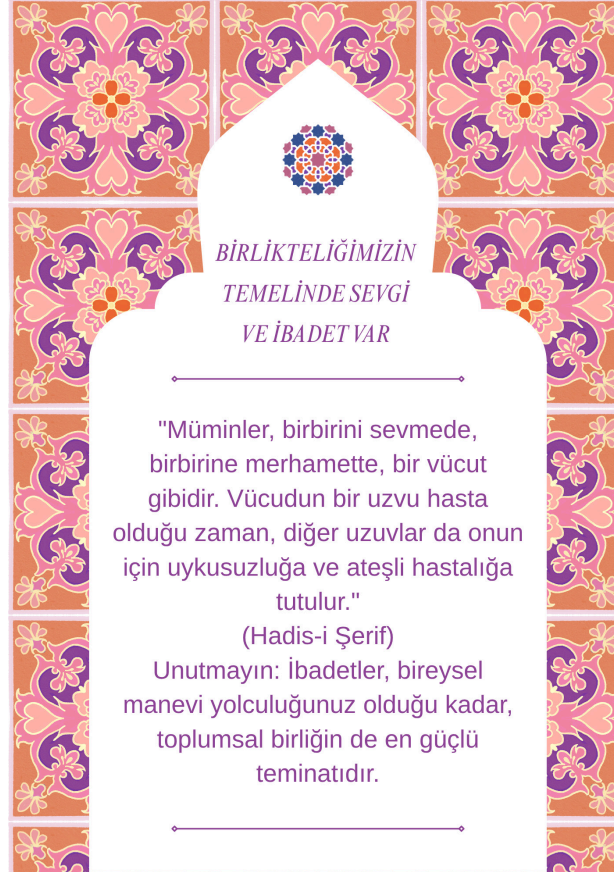 BİRLİKTELİĞİMİZİN
TEMELİNDE SEVGİ
VE İBADET VAR
"Müminler, birbirini sevmede,
birbirine merhamette, bir vücut
gibidir. Vücudun bir uzvu hasta
olduğu zaman, diğer uzuvlar da onun
için uykusuzluğa ve ateşli hastalığa
tutulur."
(Hadis-i Şerif)
Unutmayın: İbadetler, bireysel
manevi yolculuğunuz olduğu kadar,
toplumsal birliğin de en güçlü
teminatıdır.